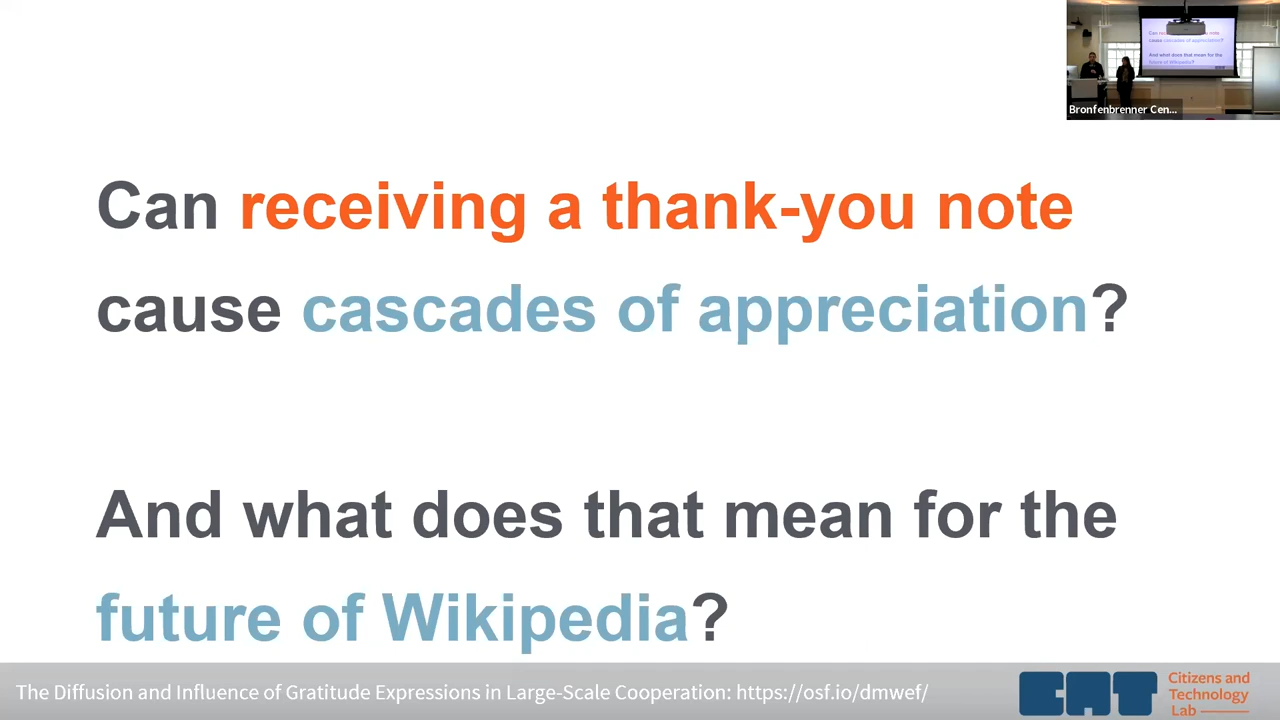 Can receiving a thank-you note
cause cascades of appreciation?
And what does that mean for the
future of Wikipedia?
Bronfenbrenner Cen...
The Diffusion and Influence of Gratitude Expressions in Large-Scale Cooperation: https://osf.io/dmwef/
CAT
Citizens and
Technology
Lab